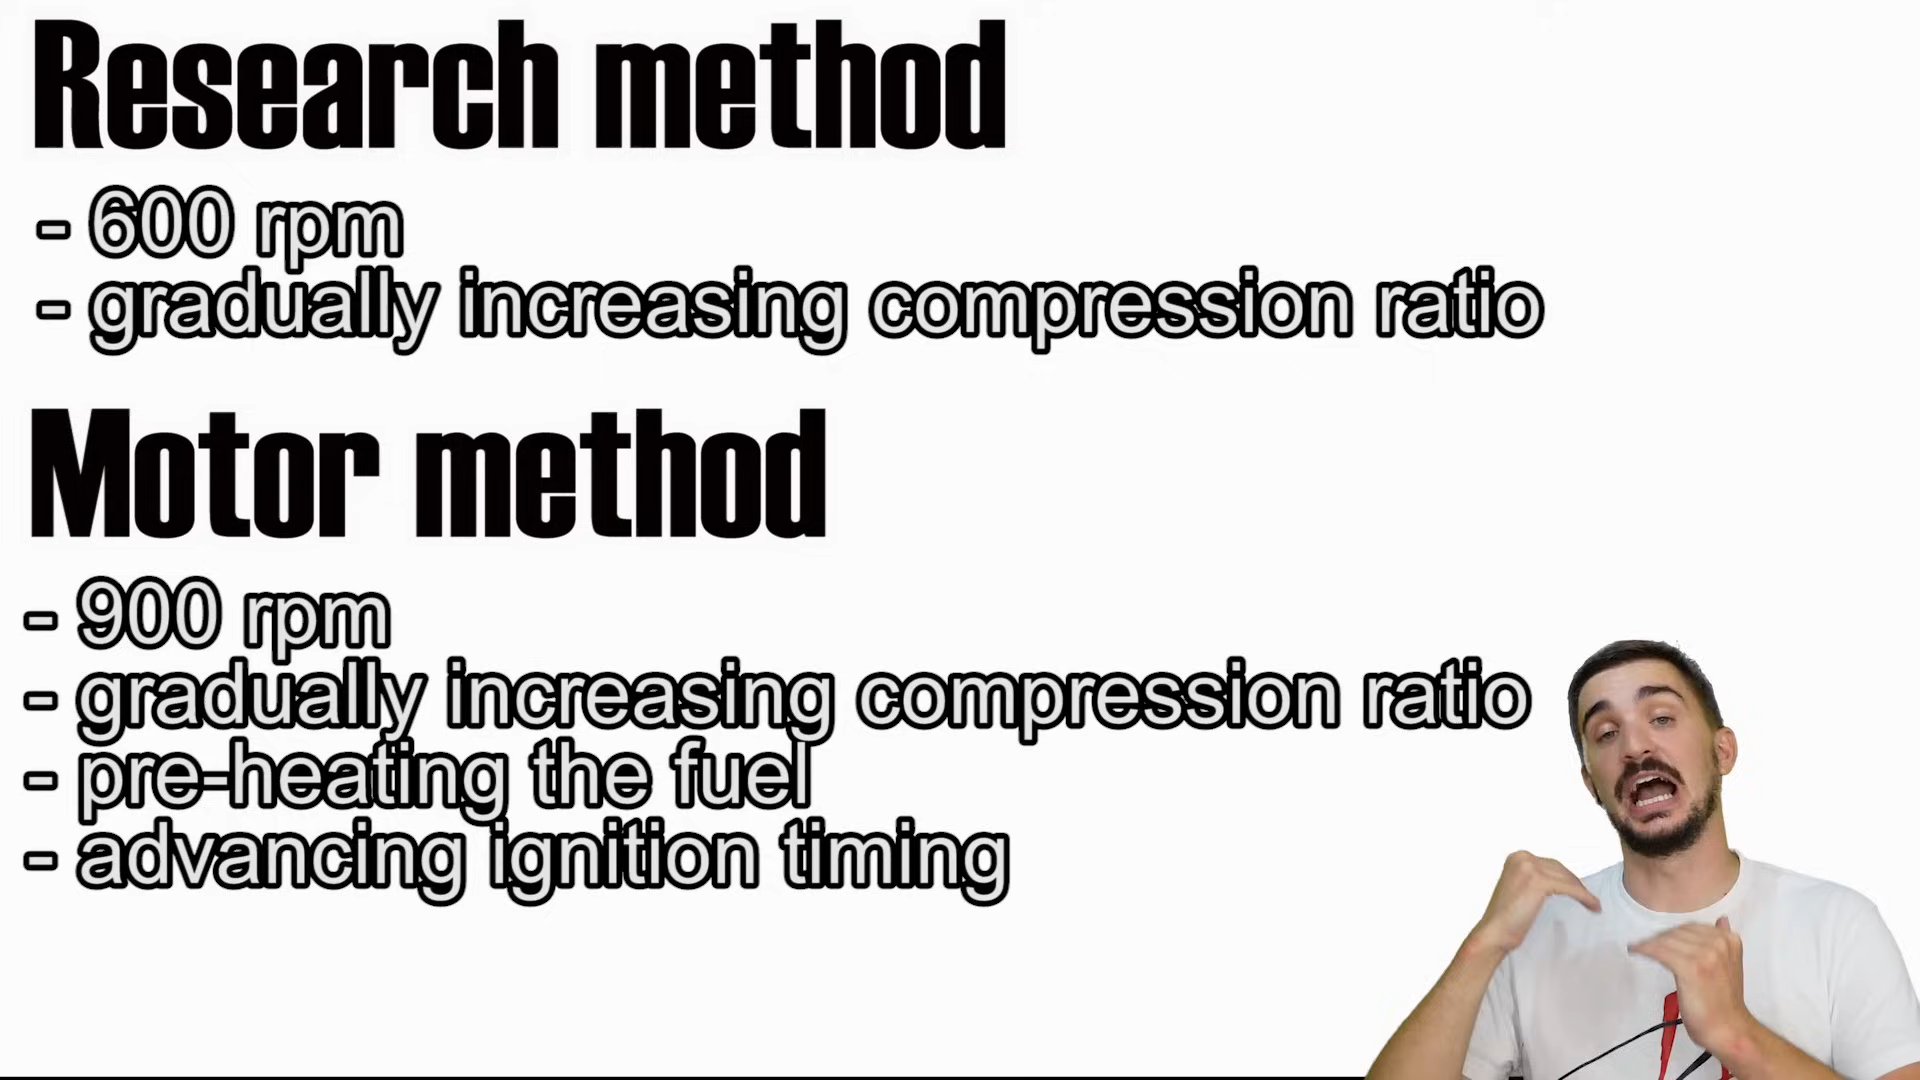 Research method
- 600 rpm
- gradually increasing compression ratio
Motor method
- 900 rpm
- gradually increasing compression ratio
- pre-heating the fuel
- advancing ignition timing